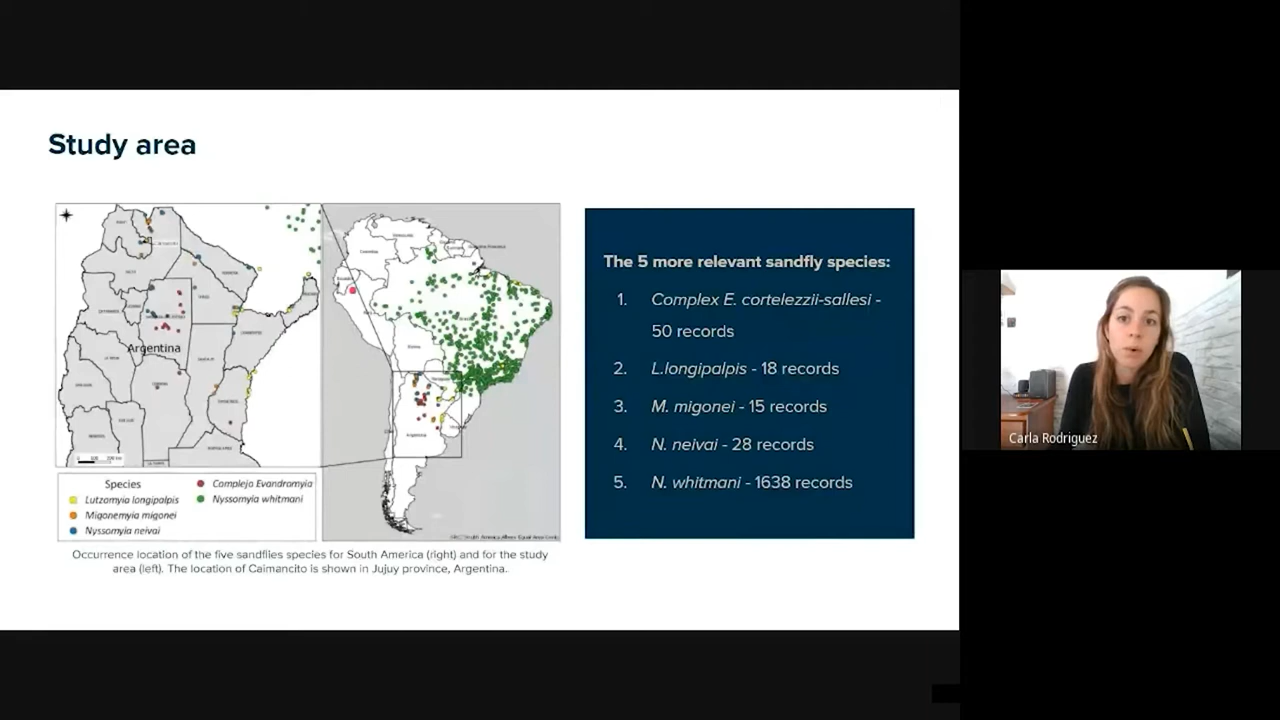 Study area
Argentina
Species
Lutzomyia longipalpis
Migonemyia migonei
Nyssomyia neivai
Complejo Evandromyia
Nyssomyia whitmani
Occurrence location of the five sandflies species for South America (right) and for the study
area (left). The location of Caimancito is shown in Jujuy province, Argentina.
The 5 more relevant sandfly species:
1. Complex E. cortelezzii-sallesi -
50 records
2. L.longipalpis - 18 records
3. M. migonei - 15 records
4. N. neivai - 28 records
5. N. whitmani - 1638 records
Carla Rodriguez